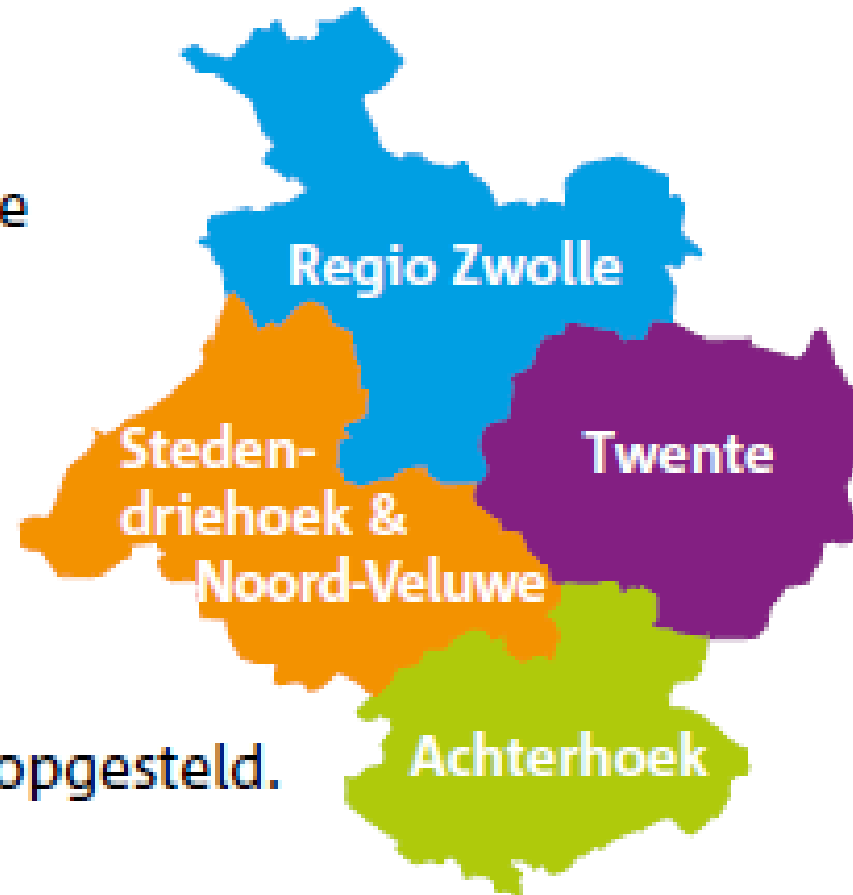 e
Regio Zwolle
Steden-
driehoek &
Noord-Veluwe
Twente
Achterhoek
opgesteld.